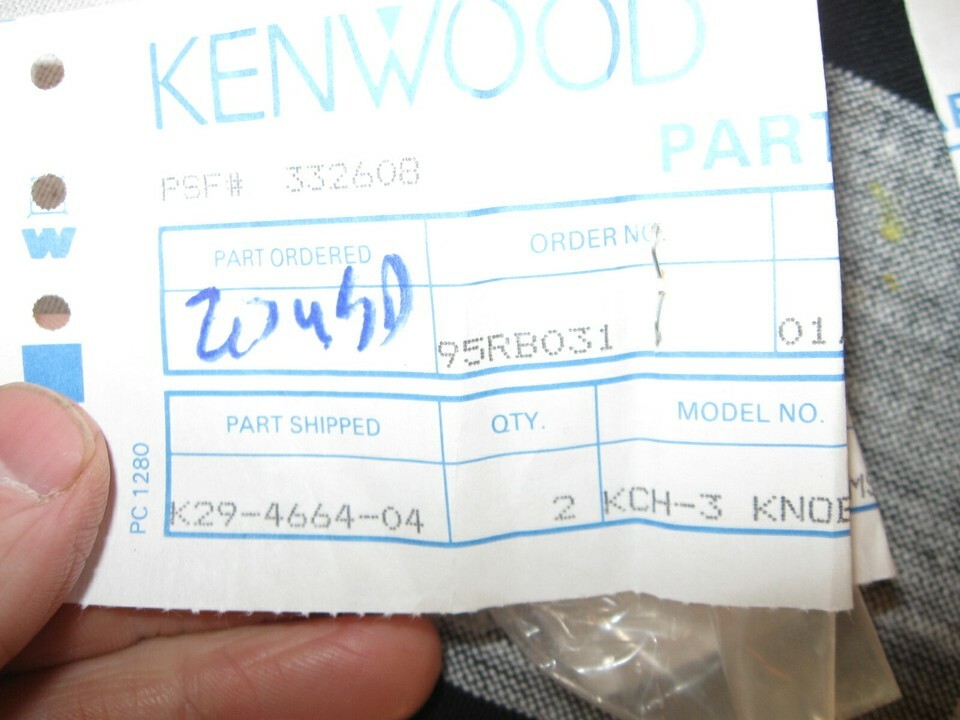 KENWOOD
PART
PSF# 332608
W
PART ORDERED
ORDER NO.
95RB031
01
PART SHIPPED
QTY.
MODEL NO.
K29-4664-04
2
KCH-3 KNOB
PC 1280